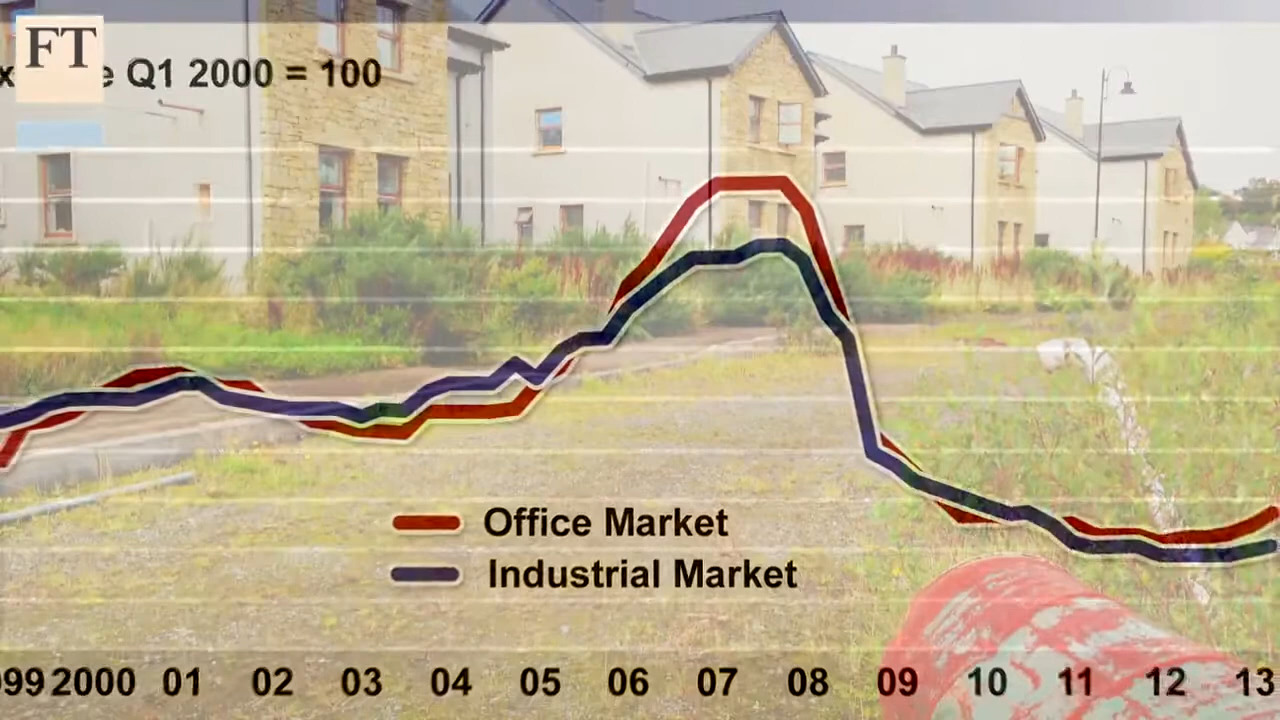 FT
Q1 2000 = 100
Office Market
Industrial Market
99 2000 01 02 03 04 05 06 07 08 09 10 11 12 13